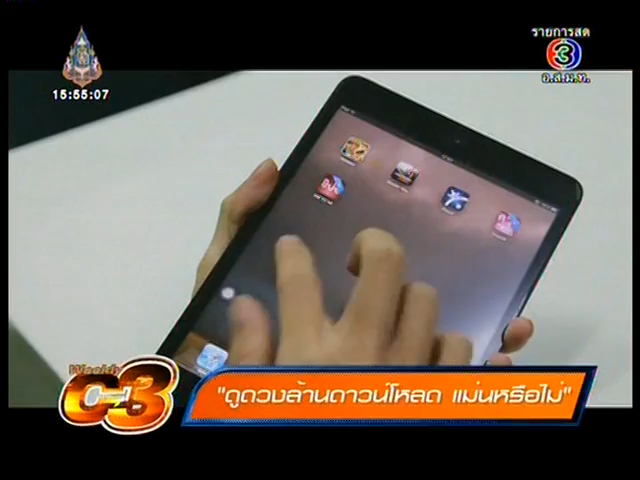 รายการสด
3
อ.ส.ม.ท.
15:55:07
Weekly
C-3
"ดูดวงล้านดาวน์โหลด แม่นหรือไม่"